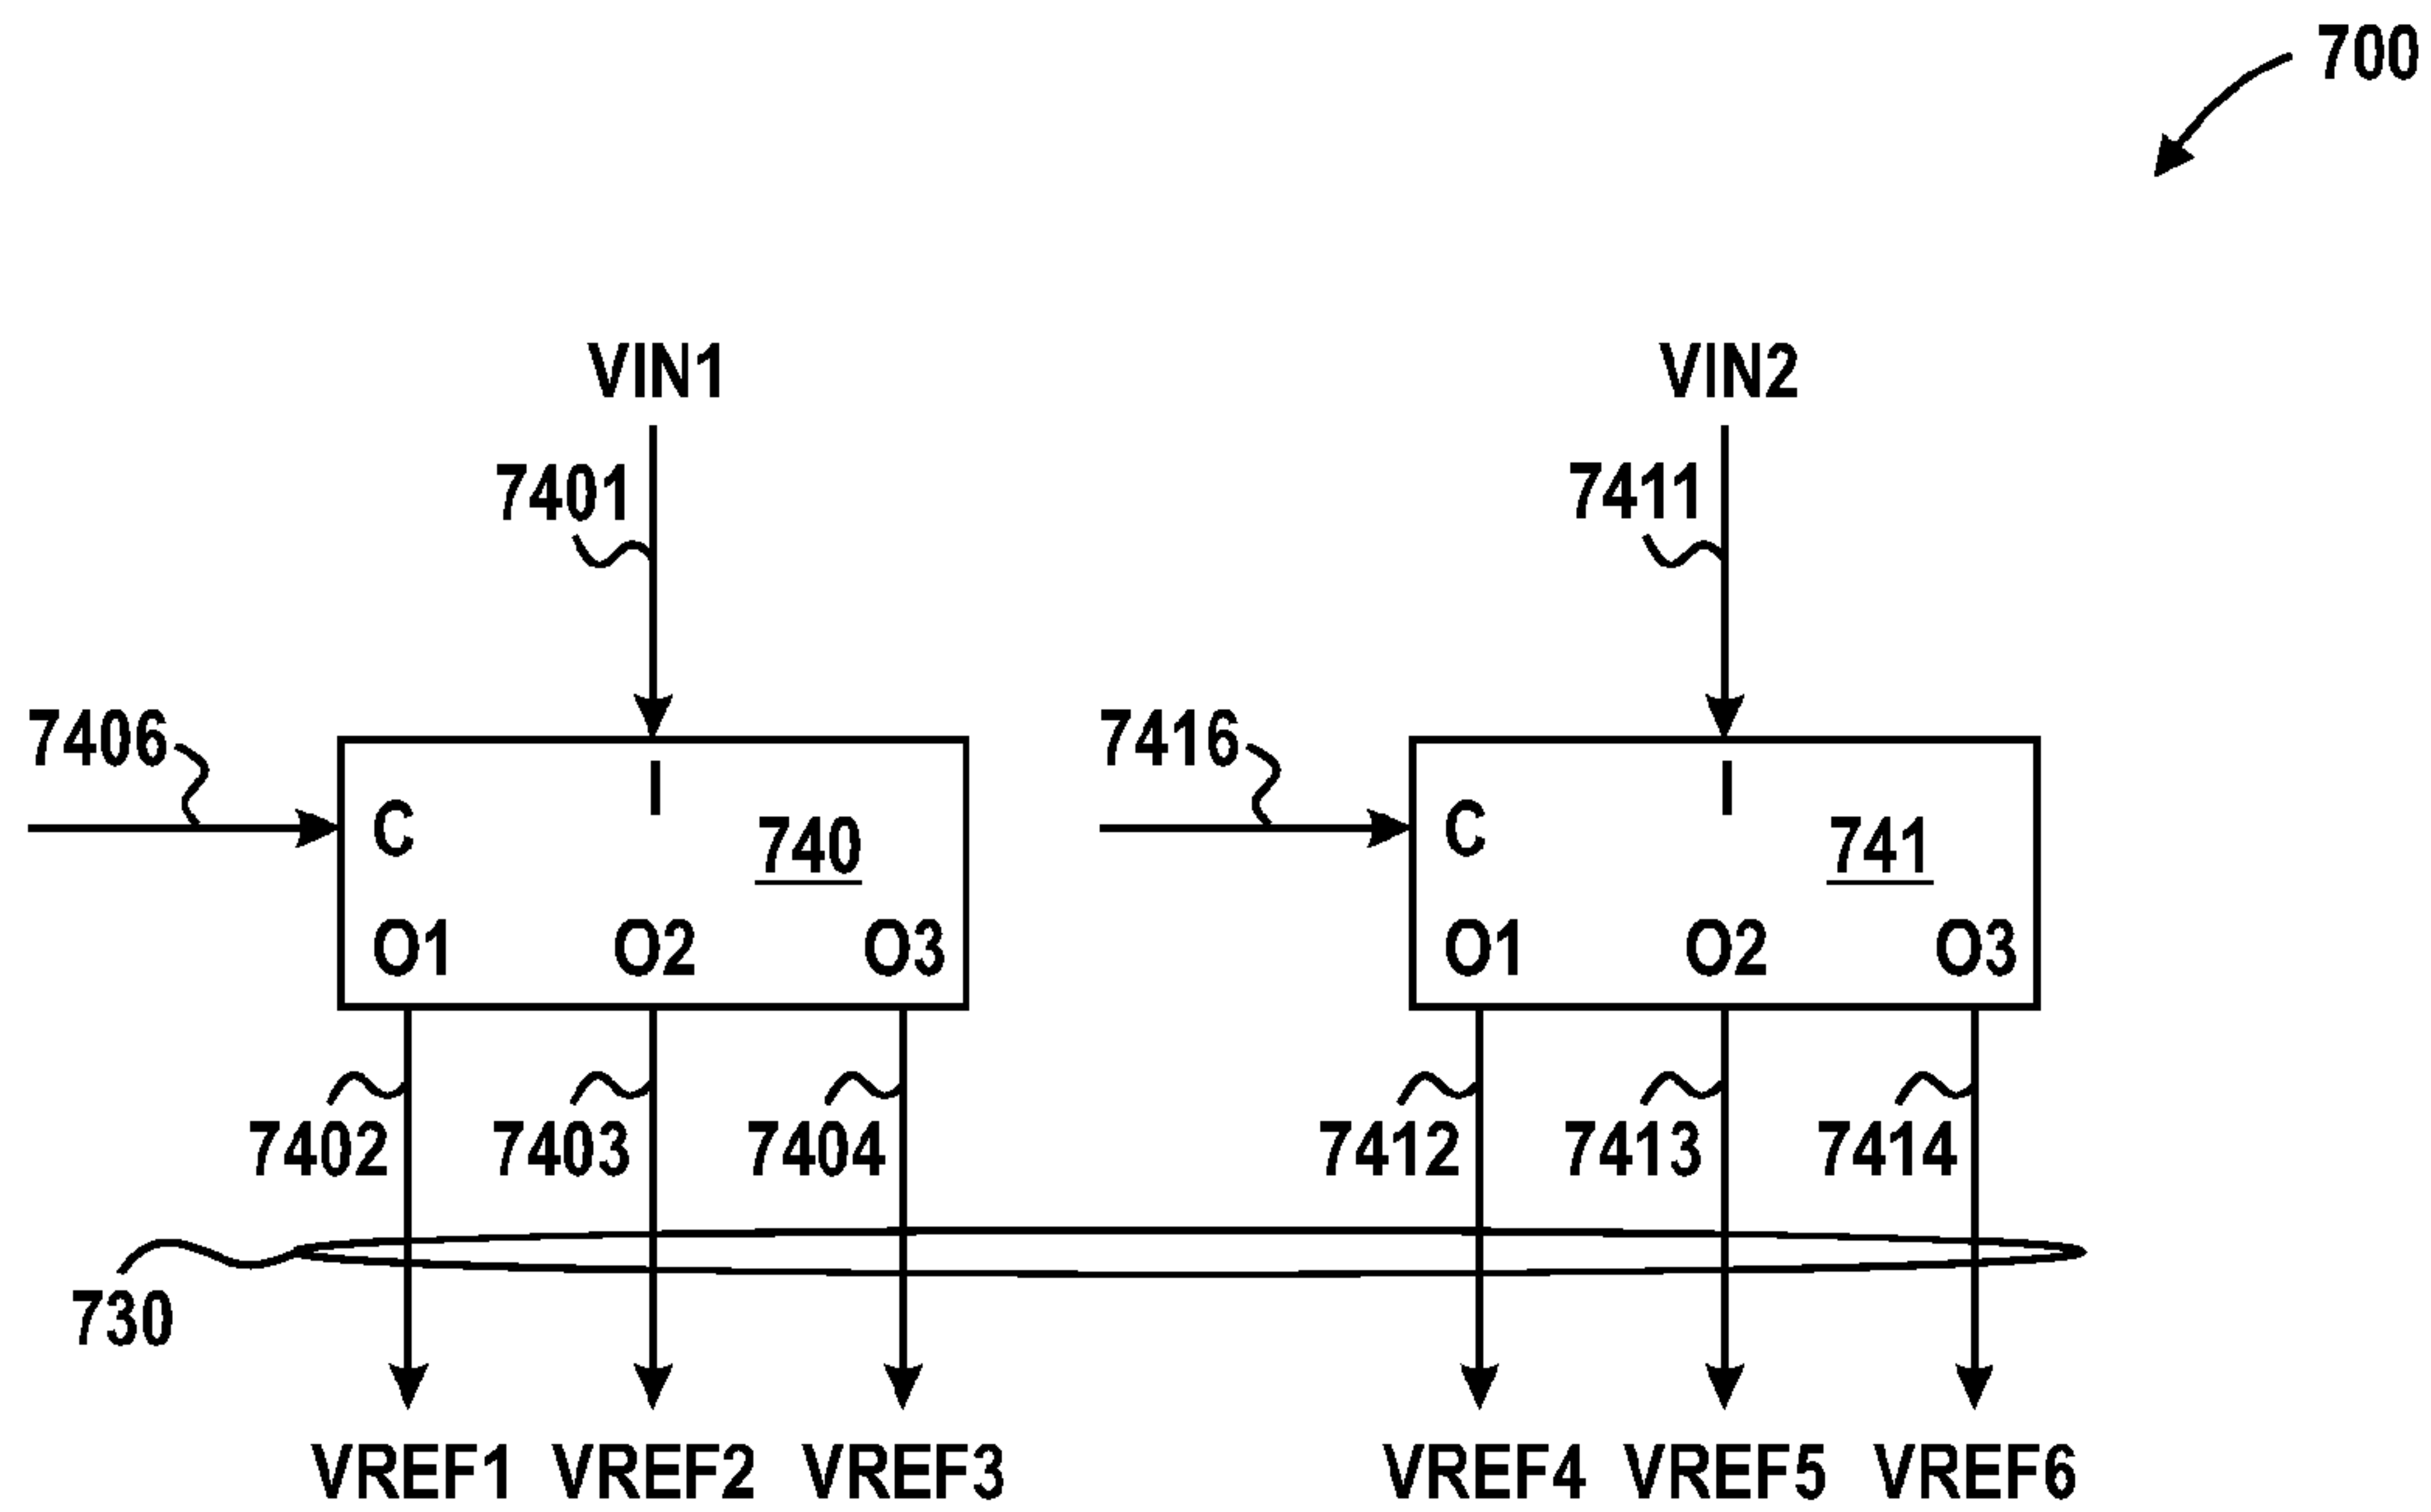 700
VIN1 VIN2
7401 7411
7406 7416
I I
C 740 C 741
O1 O2 O3 O1 O2 O3
7402 7403 7404 7412 7413 7414
730
VREF1 VREF2 VREF3 VREF4 VREF5 VREF6